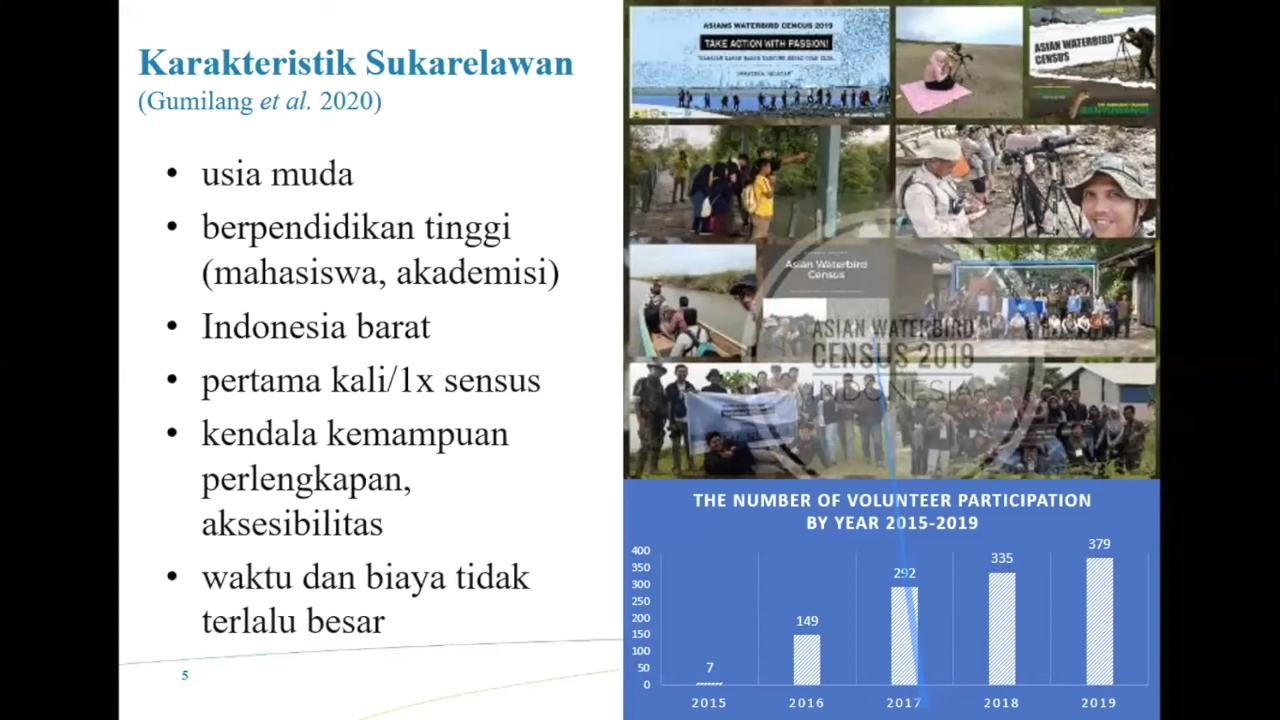 Karakteristik Sukarelawan
(Gumilang et al. 2020)
• usia muda
• berpendidikan tinggi
(mahasiswa, akademisi)
• Indonesia barat
• pertama kali/1x sensus
• kendala kemampuan
perlengkapan,
aksesibilitas
• waktu dan biaya tidak
terlalu besar
5
ASIANS WATERBIRD CENSUS 2019
TAKE ACTION WITH PASSION!
ASIAN WATERBIRD
CENSUS
Asian Waterbird
Census
ASIAN WATERBIRD
CENSUS 2019
INDONESIA
THE NUMBER OF VOLUNTEER PARTICIPATION
BY YEAR 2015-2019
400
350
300
250
200
150
100
50
0
7
149
292
335
379
2015
2016
2017
2018
2019